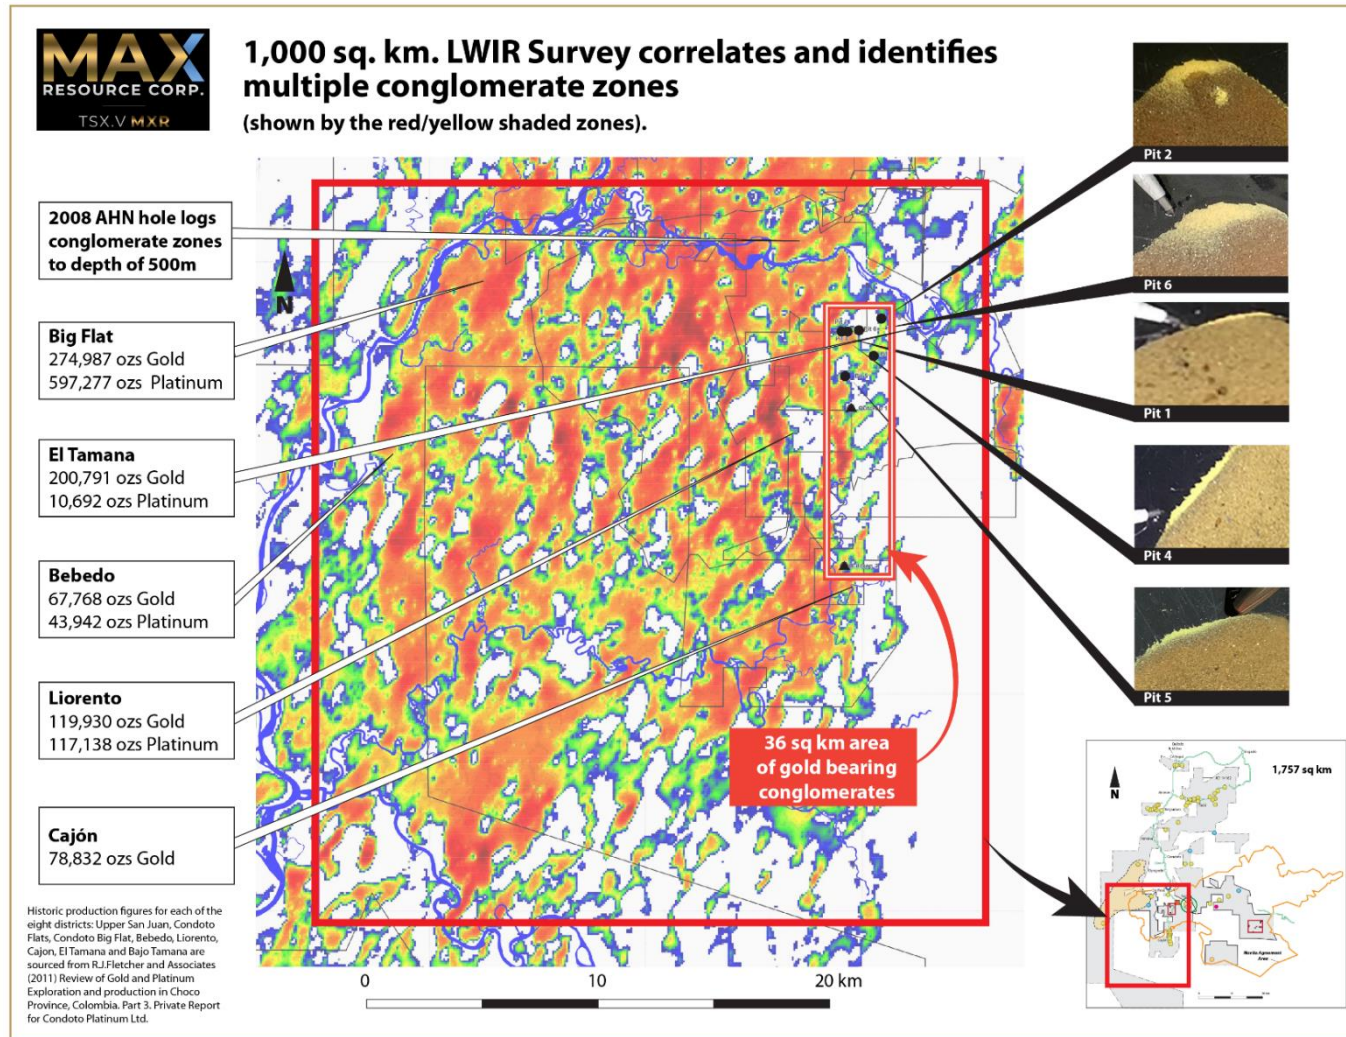 MAX
RESOURCE CORP.
TSX.V MXR
1,000 sq. km. LWIR Survey correlates and identifies
multiple conglomerate zones
(shown by the red/yellow shaded zones).
2008 AHN hole logs
conglomerate zones
to depth of 500m
N
Big Flat
274,987 ozs Gold
597,277 ozs Platinum
El Tamana
200,791 ozs Gold
10,692 ozs Platinum
Bebedo
67,768 ozs Gold
43,942 ozs Platinum
Liorento
119,930 ozs Gold
117,138 ozs Platinum
Cajón
78,832 ozs Gold
Historic production figures for each of the
eight districts: Upper San Juan, Condoto
Flats, Condoto Big Flat, Bebedo, Liorento,
Cajon, El Tamana and Bajo Tamana are
sourced from R.J.Fletcher and Associates
(2011) Review of Gold and Platinum
Exploration and production in Choco
Province, Colombia. Part 3. Private Report
for Condoto Platinum Ltd.
36 sq km area
of gold bearing
conglomerates
0 10 20 km
Pit 2
Pit 6
Pit 1
Pit 4
Pit 5
1,757 sq km
N